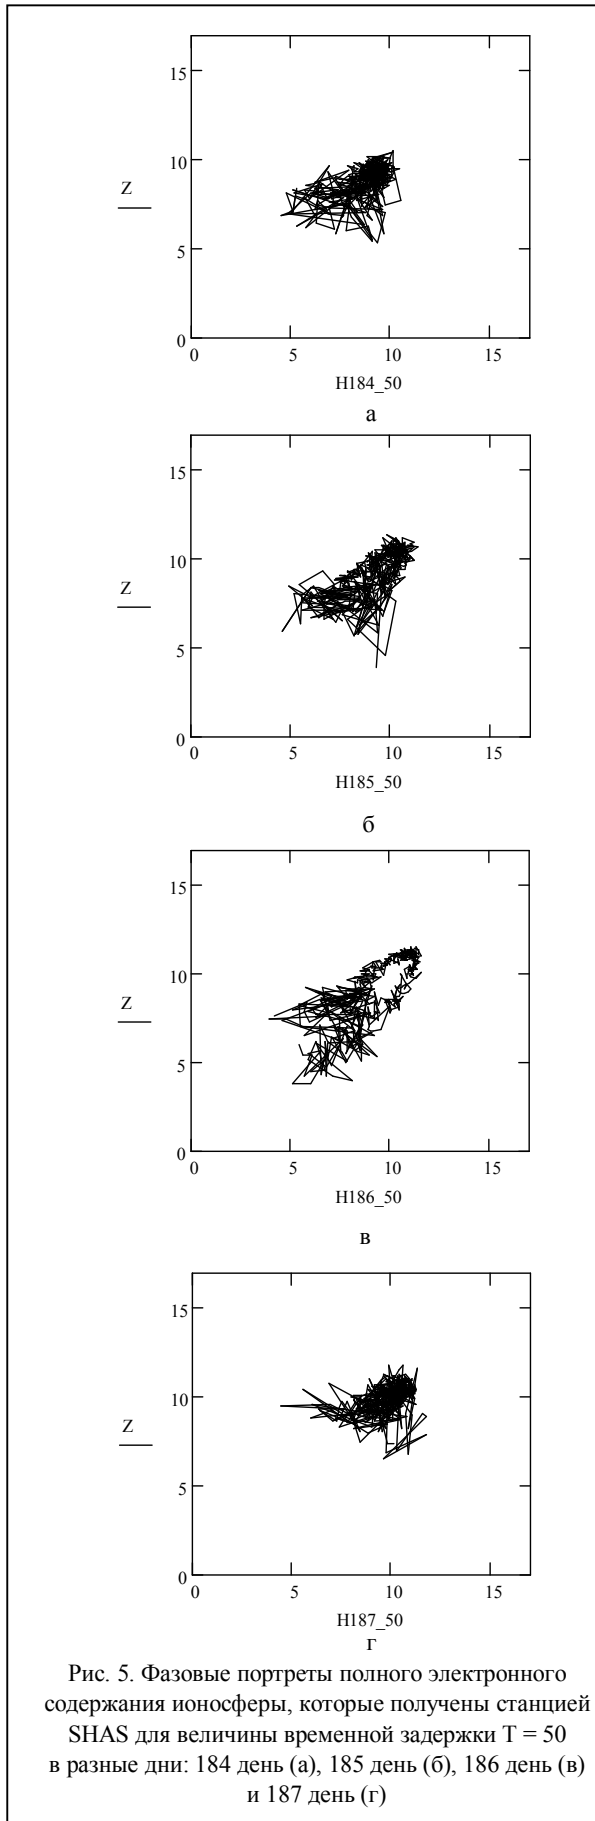 15
10
Z
5
0
0 5 10 15
H184_50
а
15
10
Z
5
0
0 5 10 15
H185_50
б
15
10
Z
5
0
0 5 10 15
H186_50
в
15
10
Z
5
0
0 5 10 15
H187_50
г
Рис. 5. Фазовые портреты полного электронного
содержания ионосферы, которые получены станцией
SHAS для величины временной задержки T = 50
в разные дни: 184 день (а), 185 день (б), 186 день (в)
и 187 день (г)